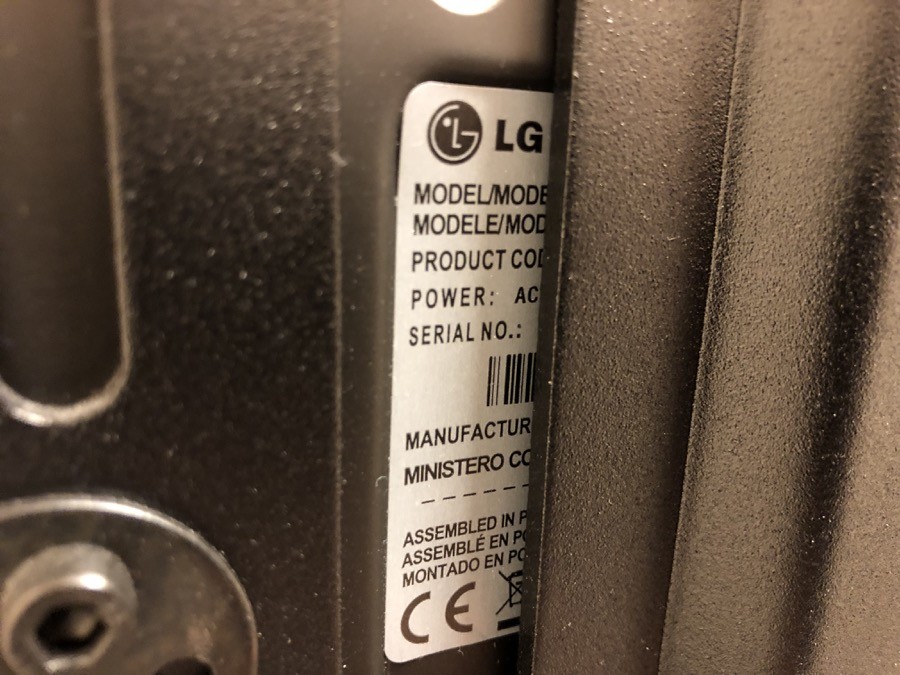 LG
MODEL/MODE
MODELE/MOD
PRODUCT COD
POWER: AC
SERIAL NO.:
MANUFACTUR
MINISTERO CO
ASSEMBLED IN P
ASSEMBLÉ EN PO
MONTADO EN PO
CE